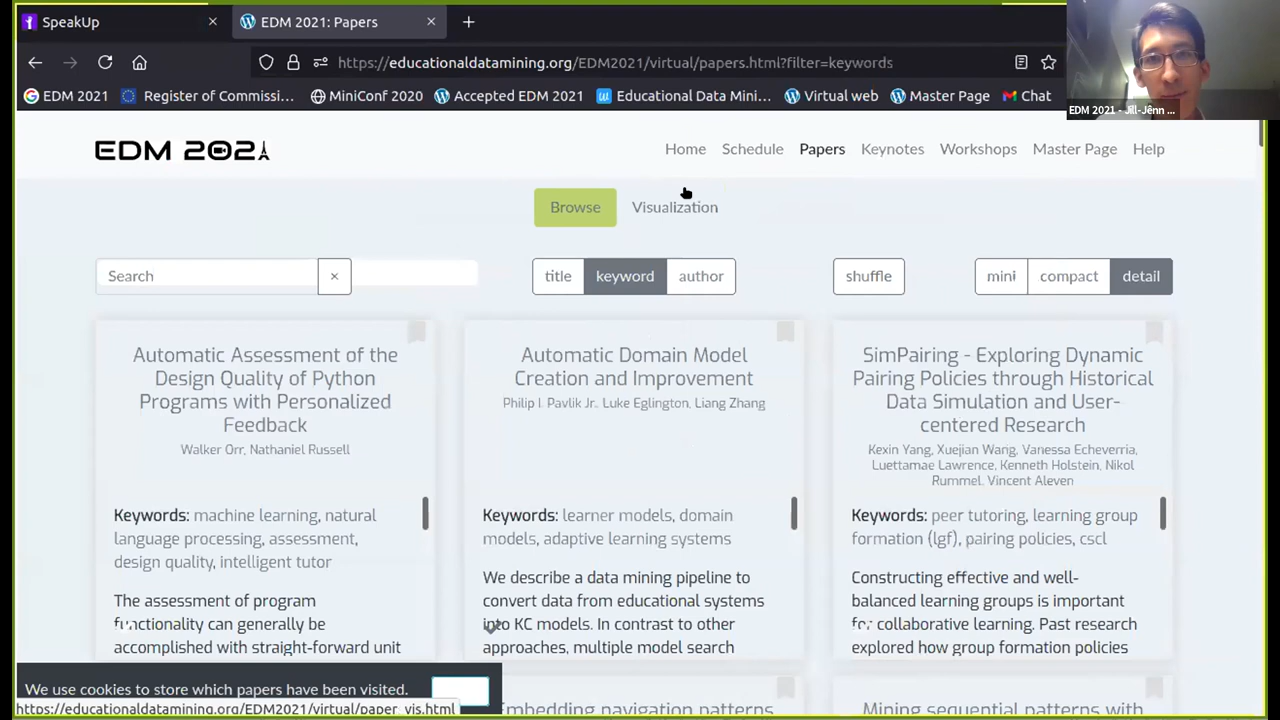 SpeakUp
EDM 2021: Papers
https://educationaldatamining.org/EDM2021/virtual/papers.html?filter=keywords
EDM 2021 Register of Commissi... MiniConf 2020 Accepted EDM 2021 Educational Data Mini... Virtual web Master Page Chat
EDM 2021 - Jill-Jênn ...
EDM 2021
Home Schedule Papers Keynotes Workshops Master Page Help
Browse Visualization
Search × title keyword author shuffle mini compact detail
Automatic Assessment of the
Design Quality of Python
Programs with Personalized
Feedback
Walker Orr, Nathaniel Russell
Keywords: machine learning, natural
language processing, assessment,
design quality, intelligent tutor
The assessment of program
functionality can generally be
accomplished with straight-forward unit
Automatic Domain Model
Creation and Improvement
Philip I. Pavlik Jr., Luke Eglington, Liang Zhang
Keywords: learner models, domain
models, adaptive learning systems
We describe a data mining pipeline to
convert data from educational systems
into KC models. In contrast to other
approaches, multiple model search
SimPairing - Exploring Dynamic
Pairing Policies through Historical
Data Simulation and User-
centered Research
Kexin Yang, Xuejian Wang, Vanessa Echeverria,
Luettamae Lawrence, Kenneth Holstein, Nikol
Rummel, Vincent Aleven
Keywords: peer tutoring, learning group
formation (lgf), pairing policies, cscl
Constructing effective and well-
balanced learning groups is important
for collaborative learning. Past research
explored how group formation policies
Embedding navigation patterns
Mining sequential patterns with
We use cookies to store which papers have been visited.
https://educationaldatamining.org/EDM2021/virtual/paper_vis.html